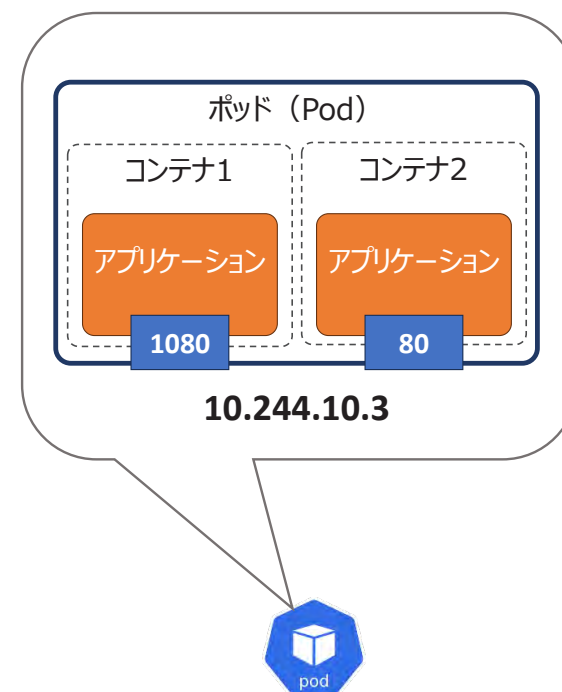 ポッド（Pod）
コンテナ1
コンテナ2
アプリケーション
アプリケーション
1080
80
10.244.10.3
pod